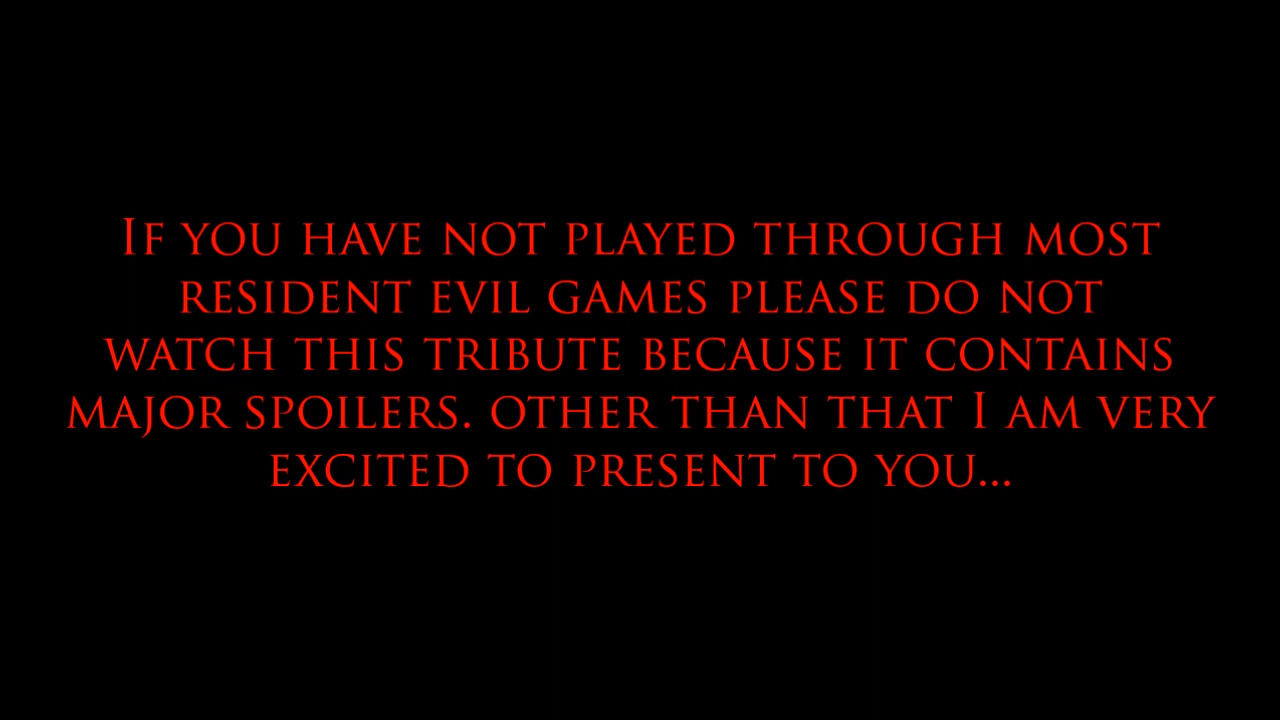 If you have not played through most
resident evil games please do not
watch this tribute because it contains
major spoilers. other than that I am very
excited to present to you...